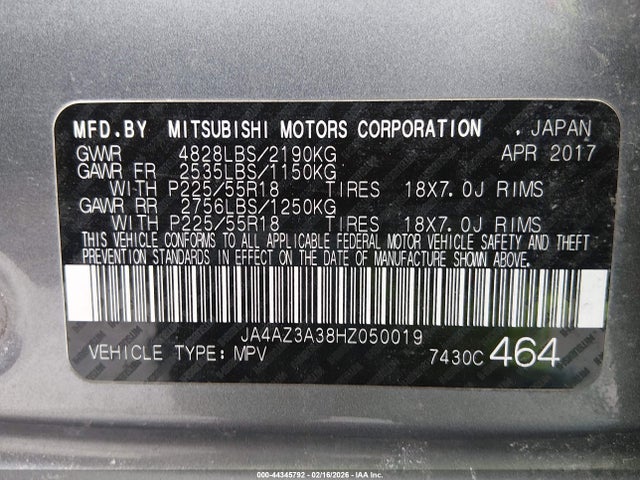 MFD.BY MITSUBISHI MOTORS CORPORATION . JAPAN
GVWR 4828LBS/2190KG APR 2017
GAWR FR 2535LBS/1150KG
WITH P225/55R18 TIRES 18X7.0J RIMS
GAWR RR 2756LBS/1250KG
WITH P225/55R18 TIRES 18X7.0J RIMS
THIS VEHICLE CONFORMS TO ALL APPLICABLE FEDERAL MOTOR VEHICLE SAFETY AND THEFT
PREVENTION STANDARDS IN EFFECT ON THE DATE OF MANUFACTURE SHOWN ABOVE.
JA4AZ3A38HZ050019
VEHICLE TYPE: MPV 7430C 464
000-44345792 - 02/16/2026 - IAA Inc.